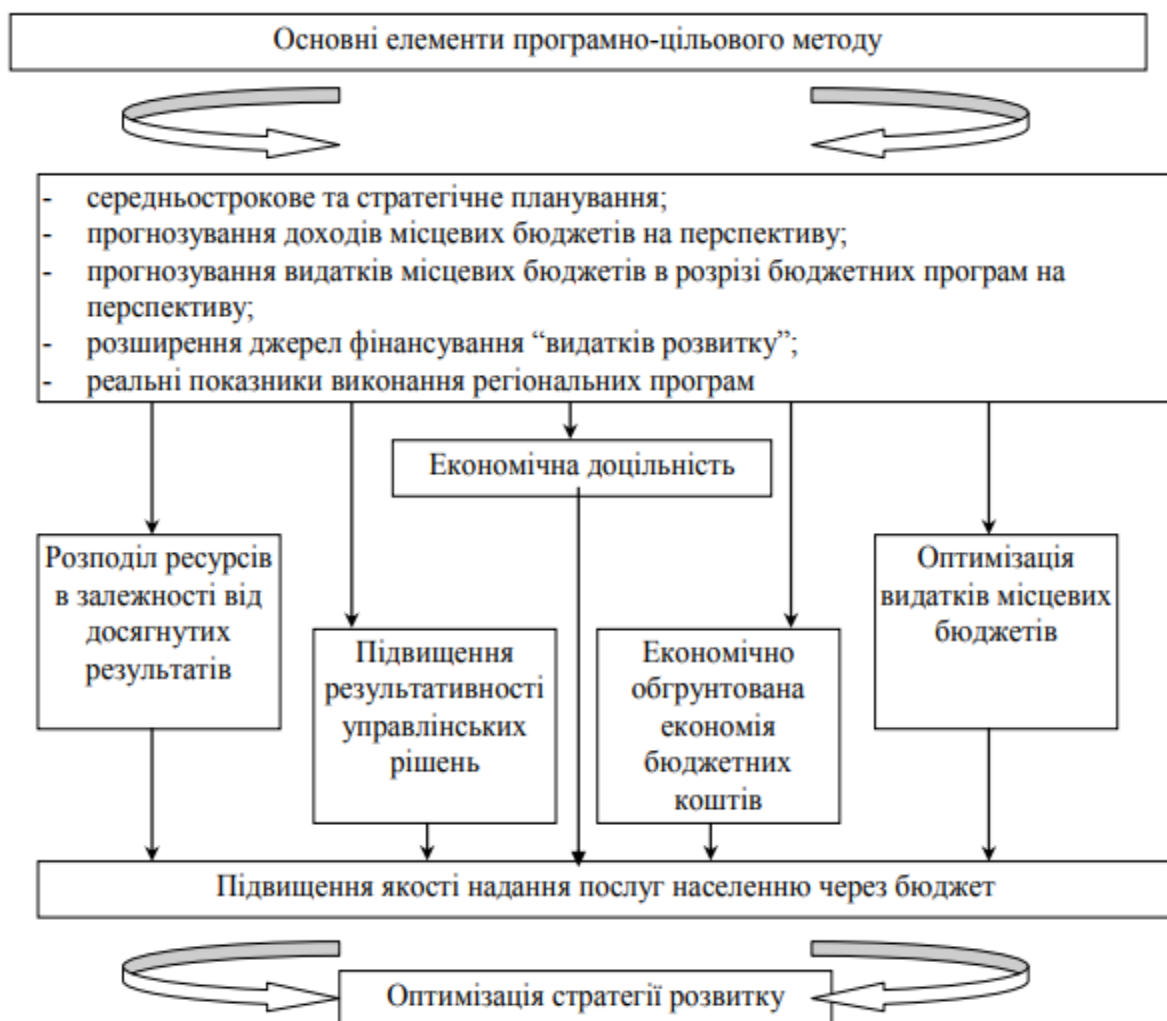 Основні елементи програмно-цільового методу
- середньострокове та стратегічне планування;
- прогнозування доходів місцевих бюджетів на перспективу;
- прогнозування видатків місцевих бюджетів в розрізі бюджетних програм на
перспективу;
- розширення джерел фінансування “видатків розвитку”;
- реальні показники виконання регіональних програм
Економічна доцільність
Розподіл ресурсів
в залежності від
досягнутих
результатів
Підвищення
результативності
управлінських
рішень
Економічно
обгрунтована
економія
бюджетних
коштів
Оптимізація
видатків місцевих
бюджетів
Підвищення якості надання послуг населенню через бюджет
Оптимізація стратегії розвитку